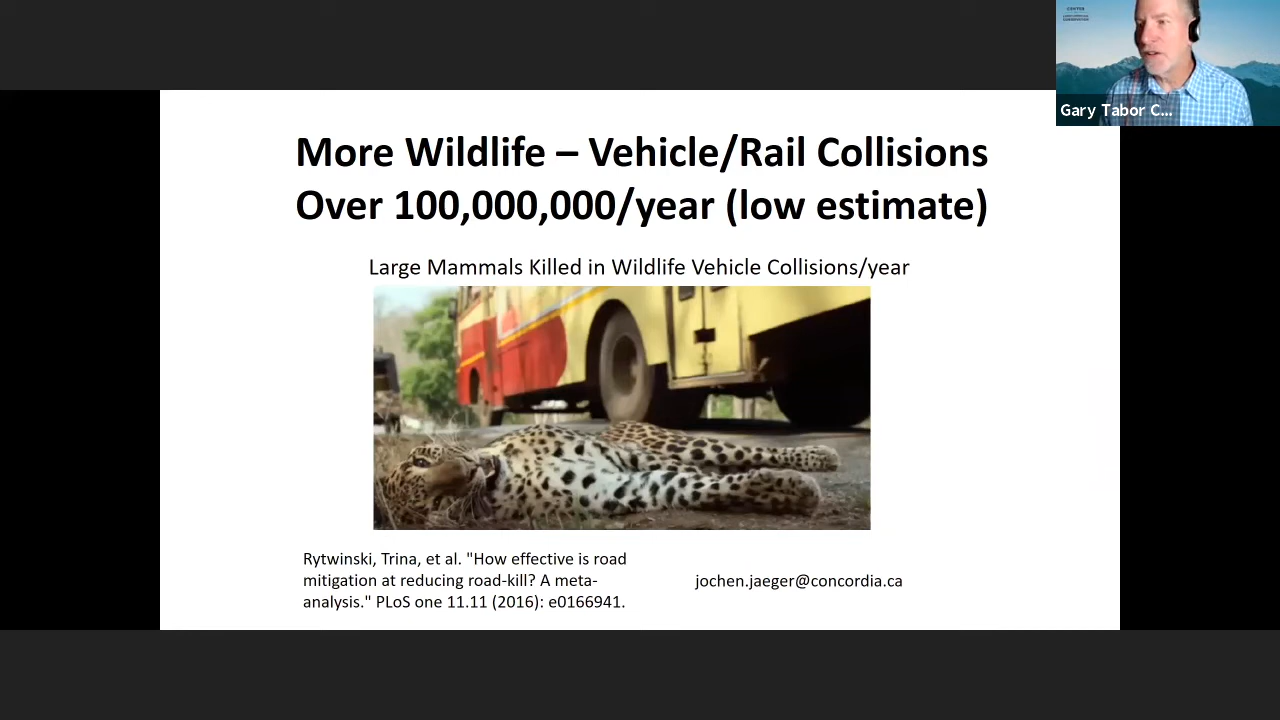 CENTER
CONSERVATION
Gary Tabor C...
More Wildlife – Vehicle/Rail Collisions
Over 100,000,000/year (low estimate)
Large Mammals Killed in Wildlife Vehicle Collisions/year
Rytwinski, Trina, et al. "How effective is road
mitigation at reducing road-kill? A meta-
analysis." PLoS one 11.11 (2016): e0166941.
jochen.jaeger@concordia.ca